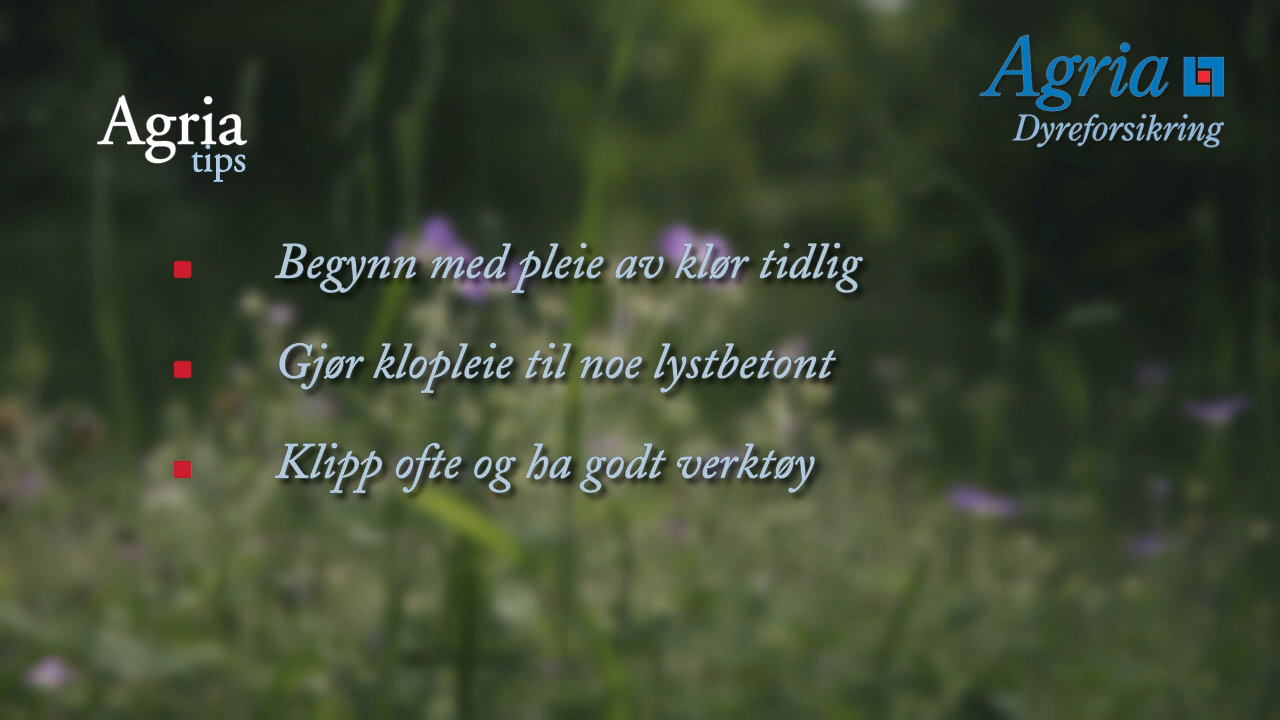 Agria
Dyreforsikring
Agria
tips
Begynn med pleie av klør tidlig
Gjør klopleie til noe lystbetont
Klipp ofte og ha godt verktøy